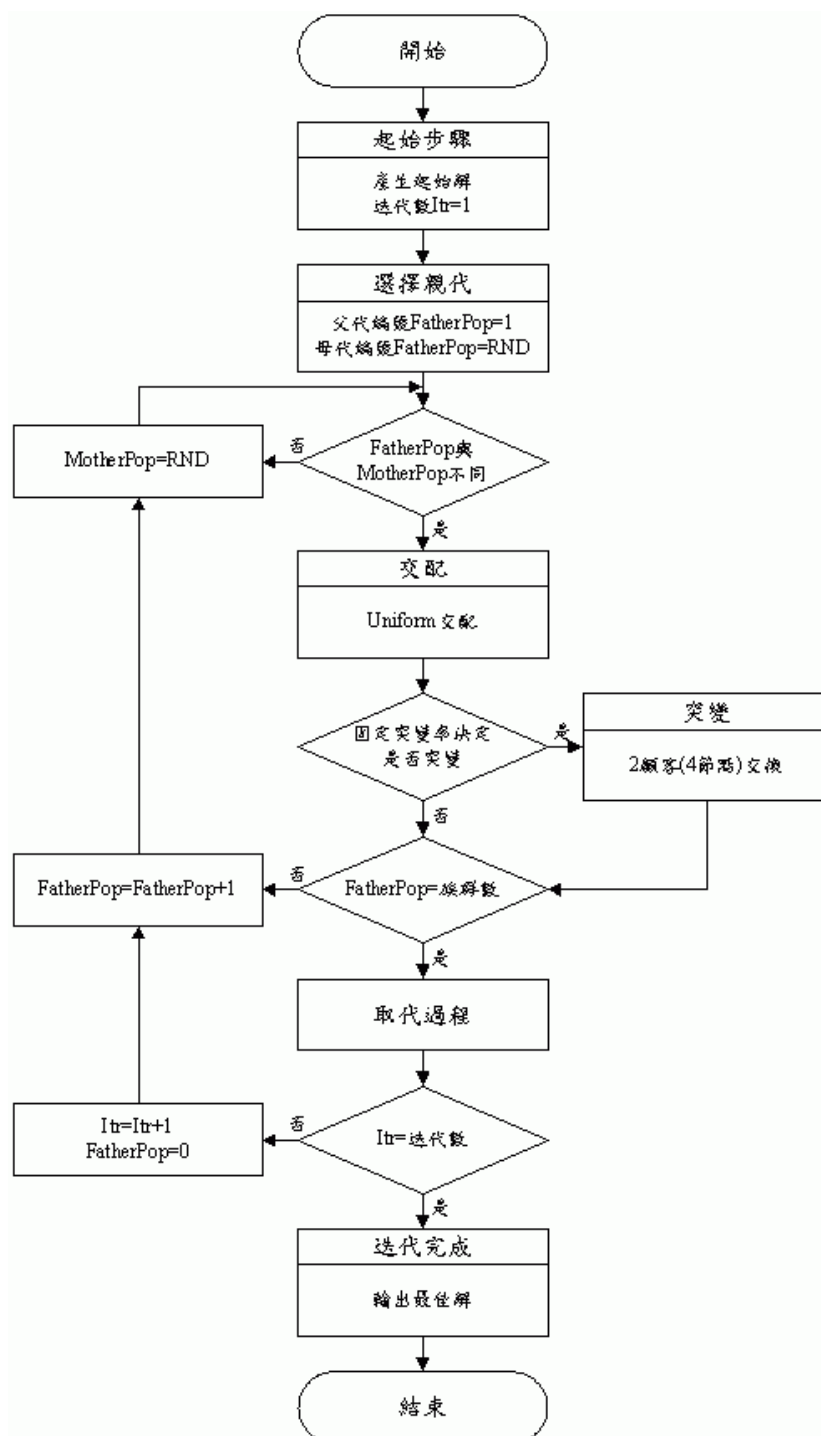 開始
起始步驟
產生起始解
迭代數Itr=1
選擇親代
父代編號FatherPop=1
母代編號FatherPop=RND
MotherPop=RND
否
FatherPop與
MotherPop不同
是
交配
Uniform 交配
固定突變率決定
是否突變
是
突變
2顧客(4節點)交換
否
FatherPop=FatherPop+1
否
FatherPop=族群數
是
取代過程
Itr=Itr+1
FatherPop=0
否
Itr=迭代數
是
迭代完成
輸出最佳解
結束